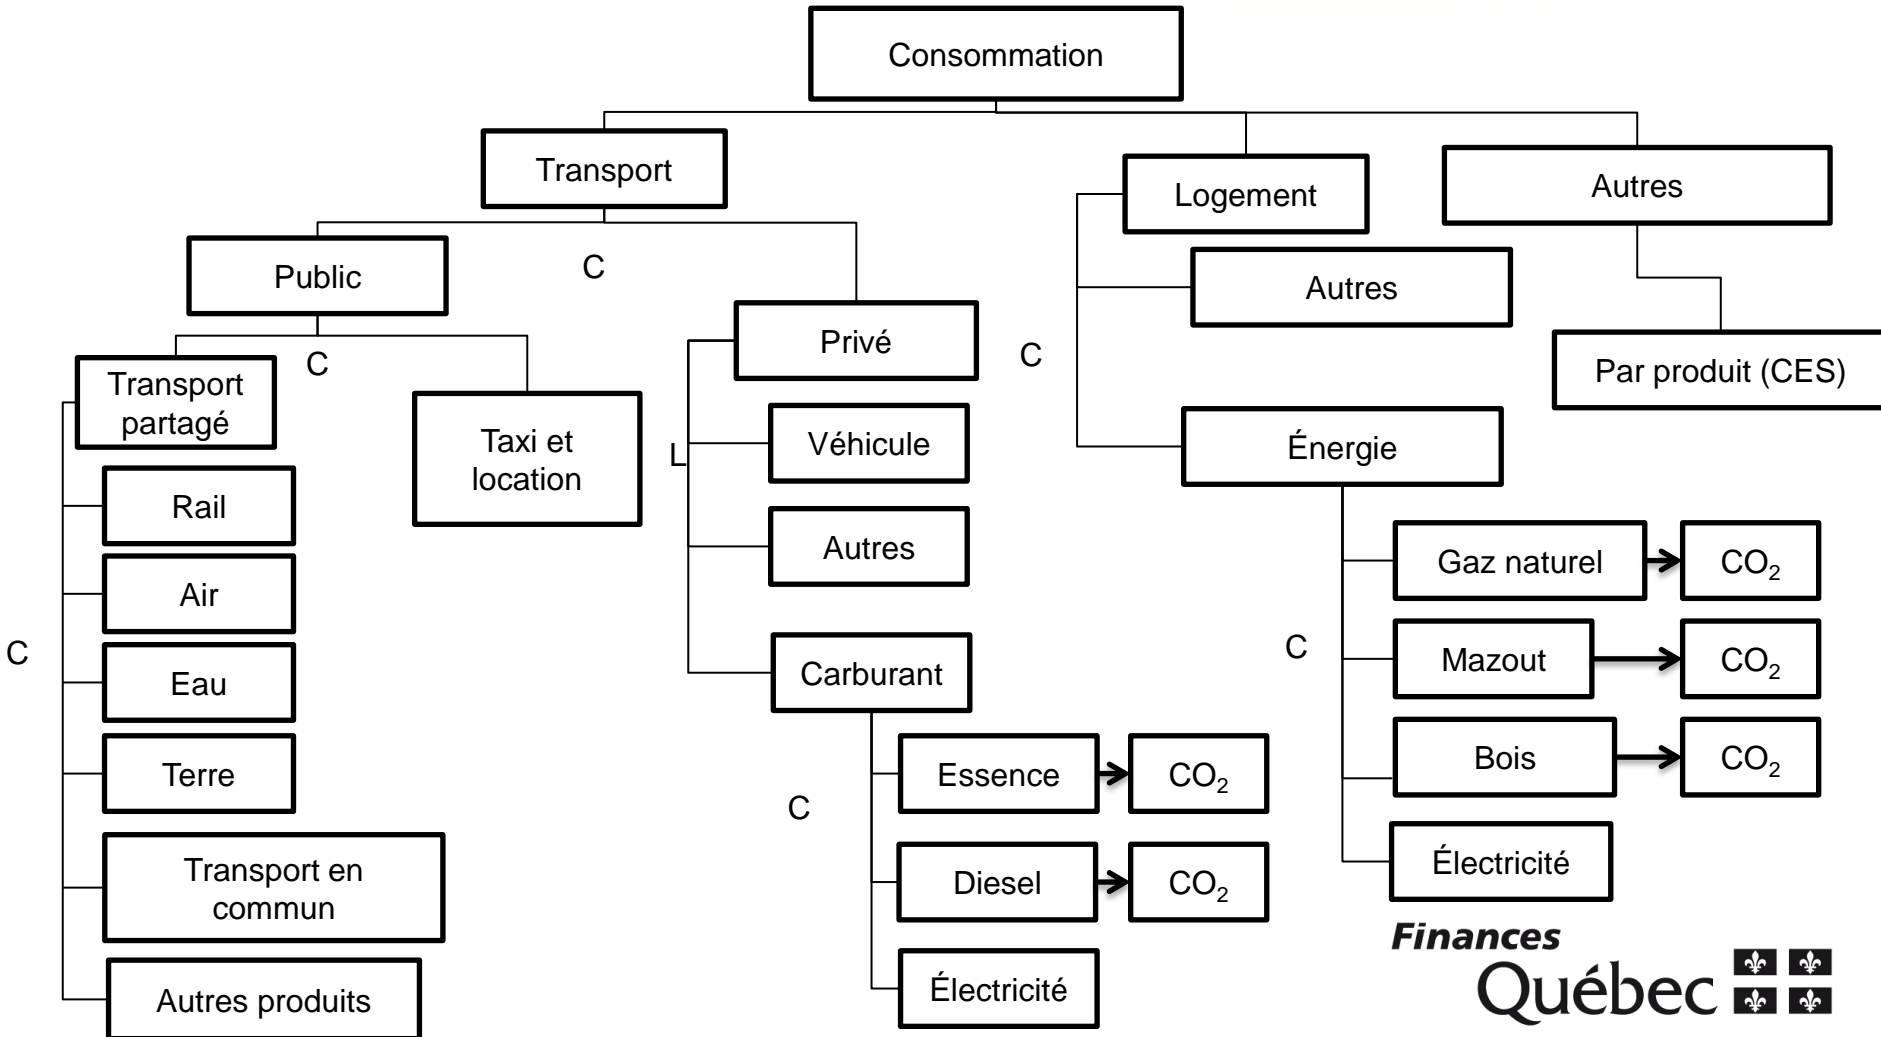 Consommation
Transport
Logement
Autres
Public
C
Autres
Privé
C
Par produit (CES)
C
Transport
partagé
Taxi et
location
L
Véhicule
Énergie
Rail
Autres
Gaz naturel
CO₂
Air
C
Eau
Carburant
C
Mazout
CO₂
Terre
Essence
CO₂
Bois
CO₂
C
Transport en
commun
Diesel
CO₂
Électricité
Autres produits
Électricité
Finances
Québec